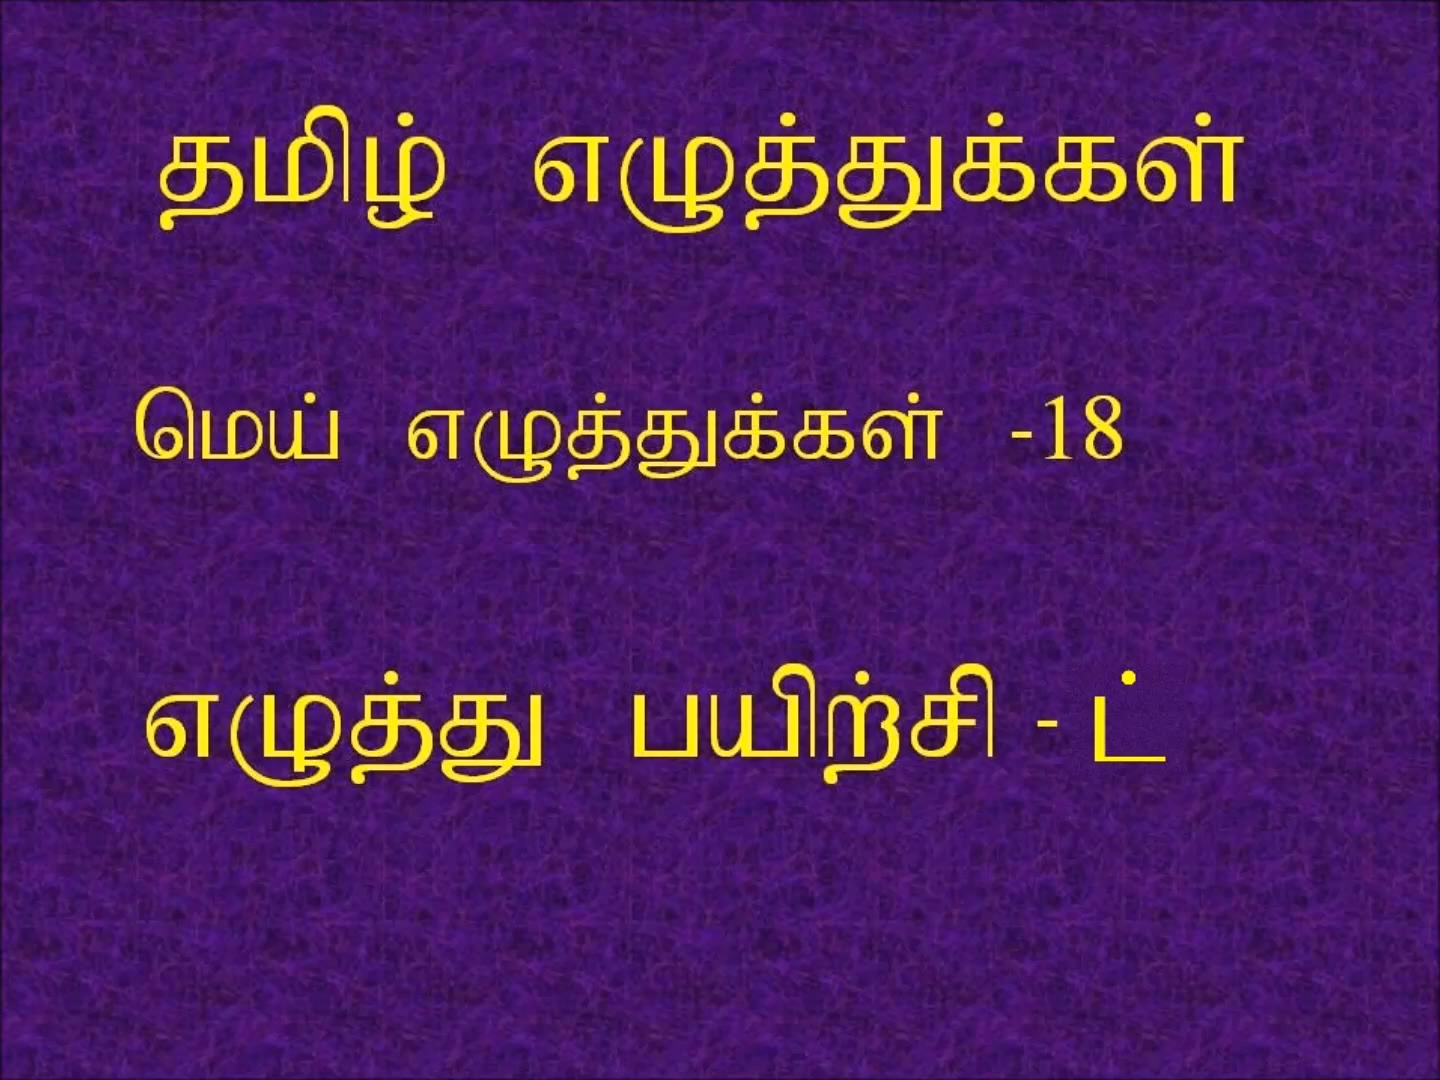 தமிழ் எழுத்துக்கள்
மெய் எழுத்துக்கள் -18
எழுத்து பயிற்சி - ட்